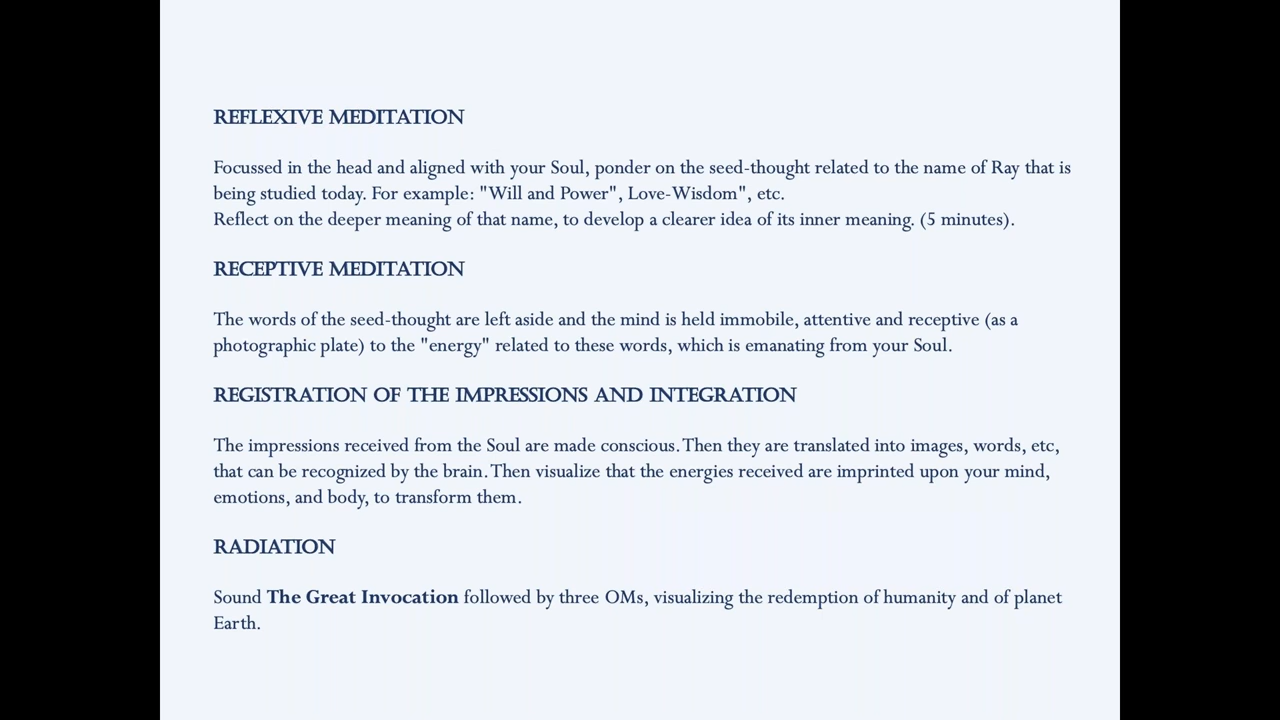 REFLEXIVE MEDITATION
Focussed in the head and aligned with your Soul, ponder on the seed-thought related to the name of Ray that is
being studied today. For example: "Will and Power", Love-Wisdom", etc.
Reflect on the deeper meaning of that name, to develop a clearer idea of its inner meaning. (5 minutes).
RECEPTIVE MEDITATION
The words of the seed-thought are left aside and the mind is held immobile, attentive and receptive (as a
photographic plate) to the "energy" related to these words, which is emanating from your Soul.
REGISTRATION OF THE IMPRESSIONS AND INTEGRATION
The impressions received from the Soul are made conscious. Then they are translated into images, words, etc,
that can be recognized by the brain. Then visualize that the energies received are imprinted upon your mind,
emotions, and body, to transform them.
RADIATION
Sound The Great Invocation followed by three OMs, visualizing the redemption of humanity and of planet
Earth.